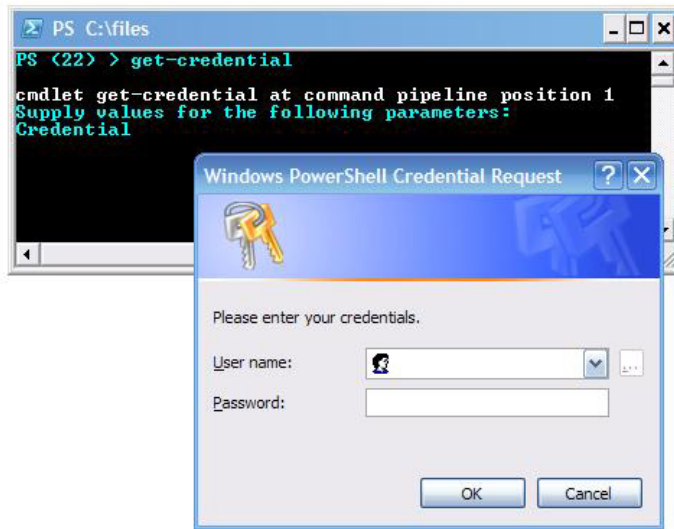 PS C:\files
PS (22) > get-credential
cmdlet get-credential at command pipeline position 1
Supply values for the following parameters:
Credential
Windows PowerShell Credential Request
Please enter your credentials.
User name:
...
Password:
OK Cancel